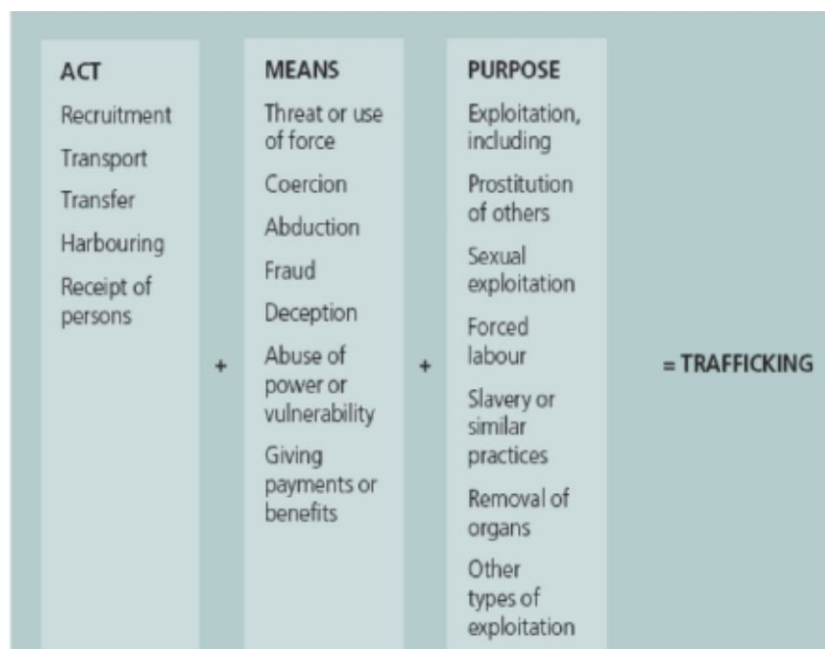 ACT
Recruitment
Transport
Transfer
Harbouring
Receipt of
persons
+
MEANS
Threat or use
of force
Coercion
Abduction
Fraud
Deception
Abuse of
power or
vulnerability
Giving
payments or
benefits
+
PURPOSE
Exploitation,
including
Prostitution
of others
Sexual
exploitation
Forced
labour
Slavery or
similar
practices
Removal of
organs
Other
types of
exploitation
= TRAFFICKING